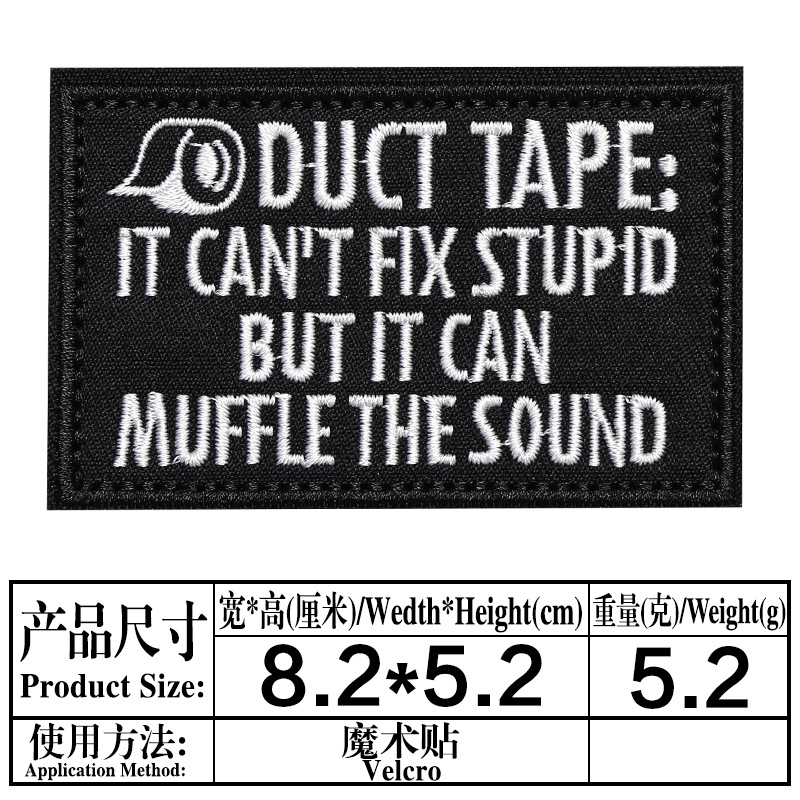 DUCT TAPE:
IT CAN'T FIX STUPID
BUT IT CAN
MUFFLE THE SOUND
产品尺寸
Product Size:
宽*高(厘米)/Wedth*Height(cm)
重量(克)/Weight(g)
8.2*5.2
5.2
使用方法:
Application Method:
魔术贴
Velcro